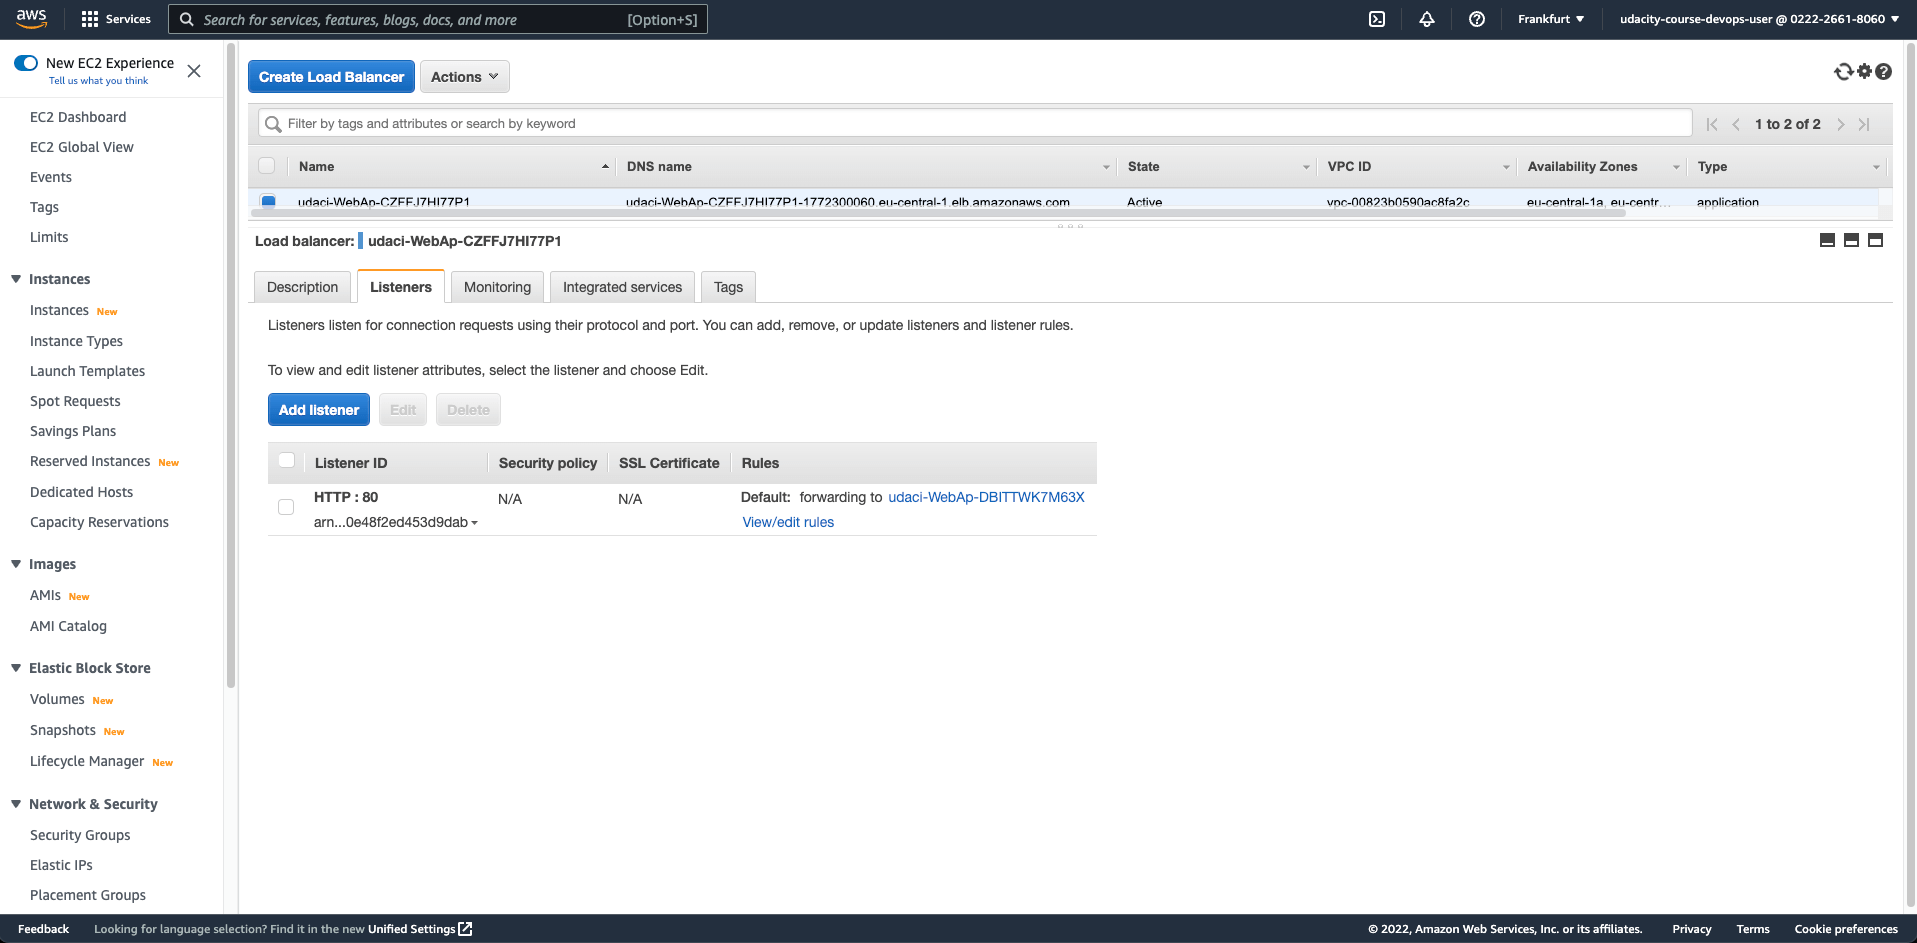 aws
Services
Search for services, features, blogs, docs, and more
[Option+S]
Frankfurt
udacity-course-devops-user @ 0222-2661-8060
New EC2 Experience
Tell us what you think
EC2 Dashboard
EC2 Global View
Events
Tags
Limits
Instances
Instances New
Instance Types
Launch Templates
Spot Requests
Savings Plans
Reserved Instances New
Dedicated Hosts
Capacity Reservations
Images
AMIs New
AMI Catalog
Elastic Block Store
Volumes New
Snapshots New
Lifecycle Manager New
Network & Security
Security Groups
Elastic IPs
Placement Groups
Create Load Balancer
Actions
Filter by tags and attributes or search by keyword
1 to 2 of 2
Name DNS name State VPC ID Availability Zones Type
udaci-WebAp-CZFFJ7HI77P1 udaci-WebAp-CZFFJ7HI77P1-1772300060.eu-central-1.elb.amazonaws.com Active vpc-00823b0590ac8fa2c eu-central-1a, eu-centr... application
Load balancer: udaci-WebAp-CZFFJ7HI77P1
Description Listeners Monitoring Integrated services Tags
Listeners listen for connection requests using their protocol and port. You can add, remove, or update listeners and listener rules.
To view and edit listener attributes, select the listener and choose Edit.
Add listener Edit Delete
Listener ID Security policy SSL Certificate Rules
HTTP : 80 N/A N/A Default: forwarding to udaci-WebAp-DBITTWK7M63X
arn...0e48f2ed453d9dab View/edit rules
Feedback
Looking for language selection? Find it in the new Unified Settings
© 2022, Amazon Web Services, Inc. or its affiliates.
Privacy
Terms
Cookie preferences